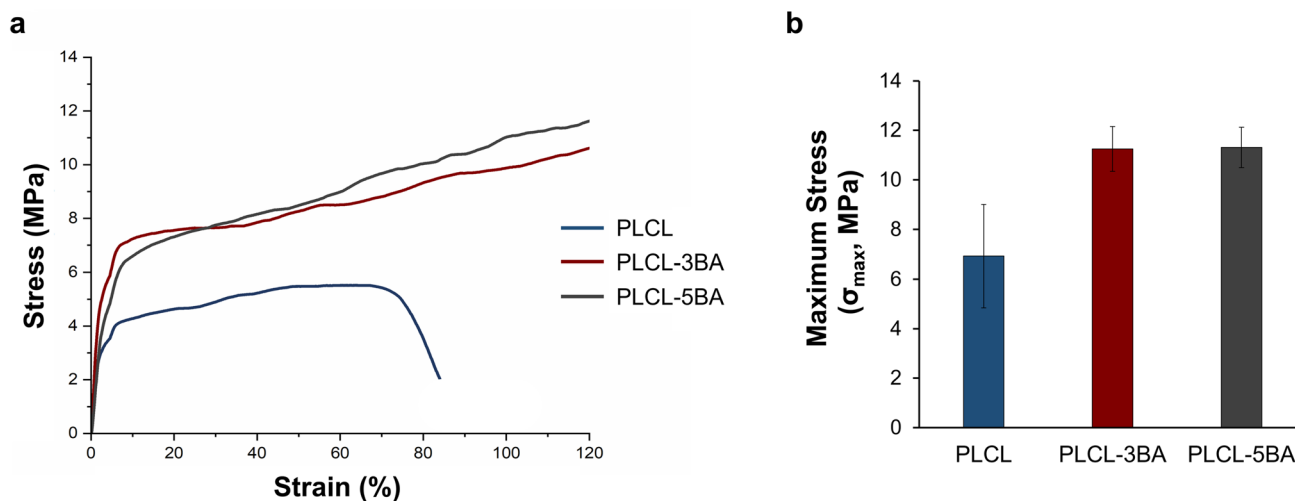 a
14
12
10
8
6
4
2
0
Stress (MPa)
0 20 40 60 80 100 120
Strain (%)
PLCL
PLCL-3BA
PLCL-5BA
b
14
12
10
8
6
4
2
0
Maximum Stress
(σmax, MPa)
PLCL PLCL-3BA PLCL-5BA